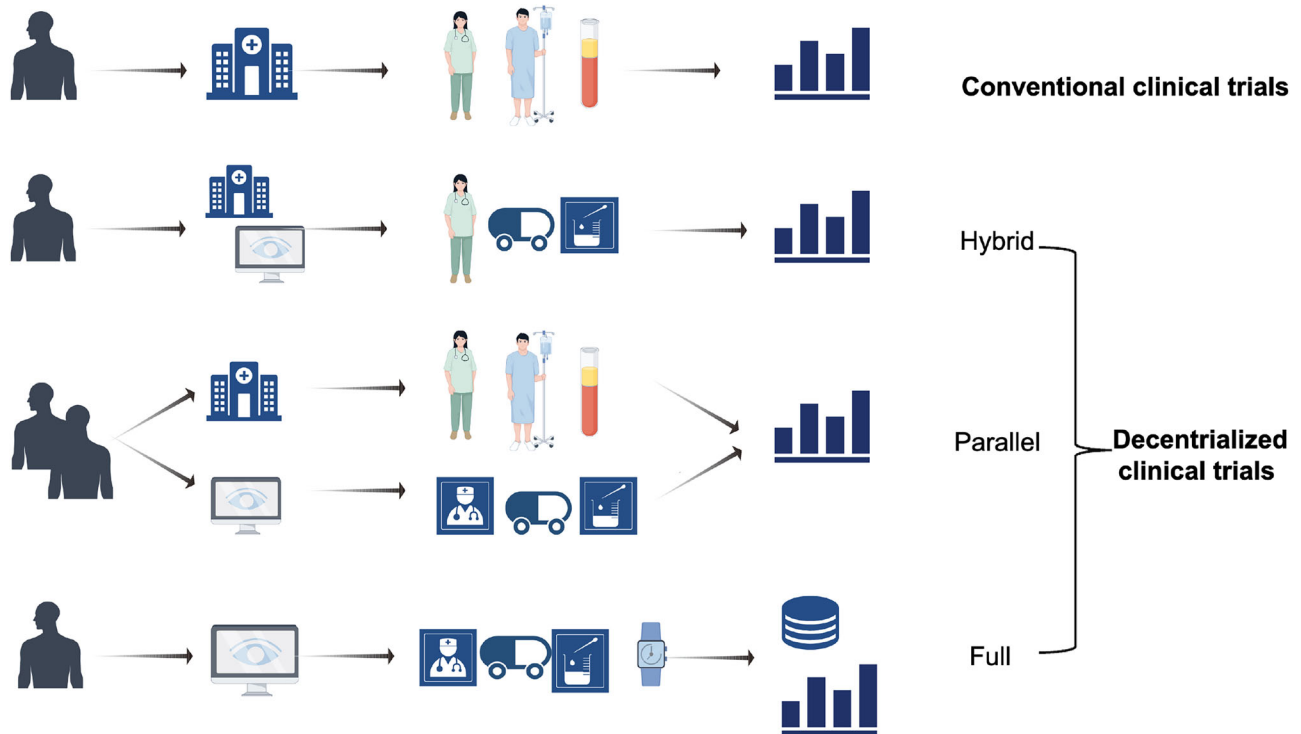 Conventional clinical trials
Hybrid
Parallel
Decentrialized
clinical trials
Full